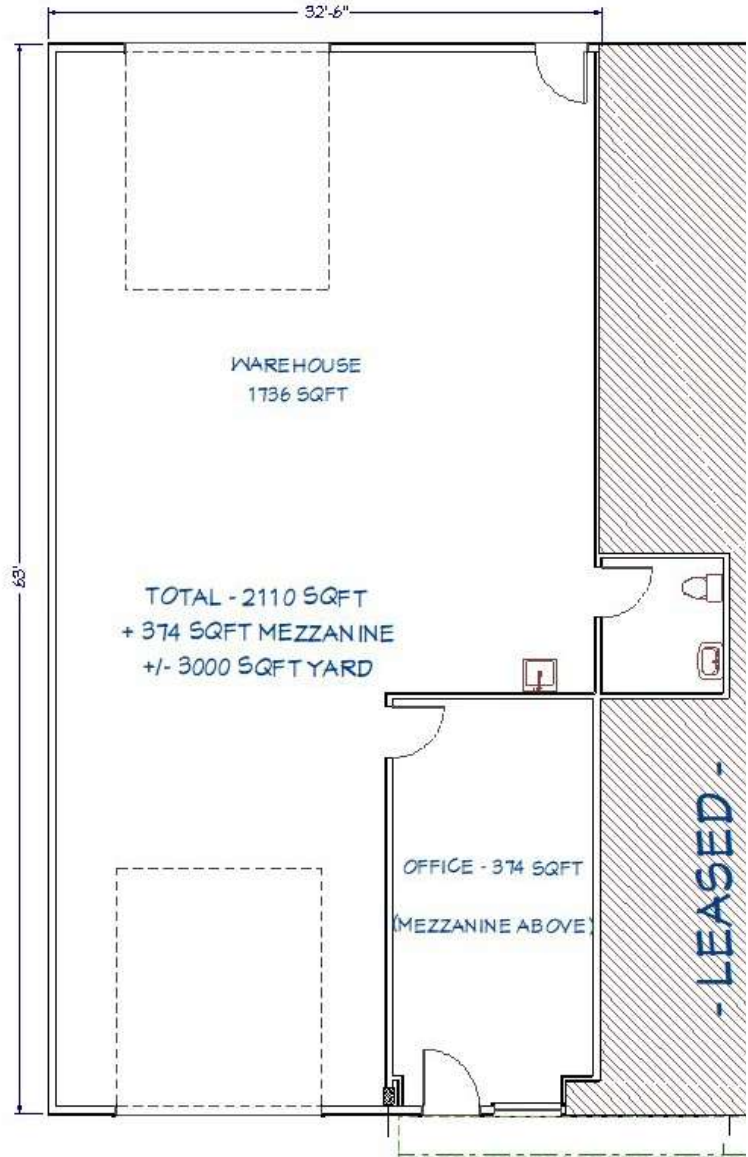 32'-6"
63'
WAREHOUSE
1736 SQFT
TOTAL - 2110 SQFT
+ 374 SQFT MEZZANINE
+/- 3000 SQFT YARD
OFFICE - 374 SQFT
(MEZZANINE ABOVE)
- LEASED -